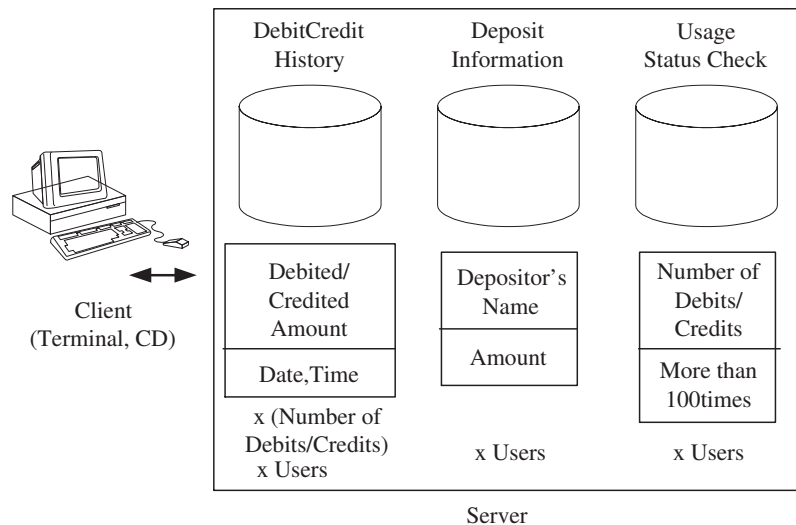 DebitCredit
History
Deposit
Information
Usage
Status Check
Client
(Terminal, CD)
Debited/
Credited
Amount
Date,Time
x (Number of
Debits/Credits)
x Users
Depositor's
Name
Amount
x Users
Number of
Debits/
Credits
More than
100times
x Users
Server